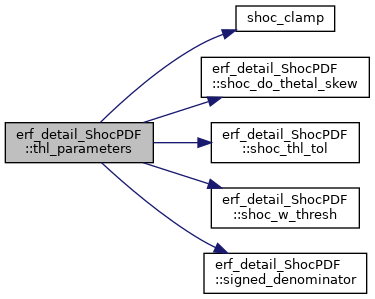 shoc_clamp
erf_detail_ShocPDF
::shoc_do_thetal_skew
erf_detail_ShocPDF
::thl_parameters
erf_detail_ShocPDF
::shoc_thl_tol
erf_detail_ShocPDF
::shoc_w_thresh
erf_detail_ShocPDF
::signed_denominator